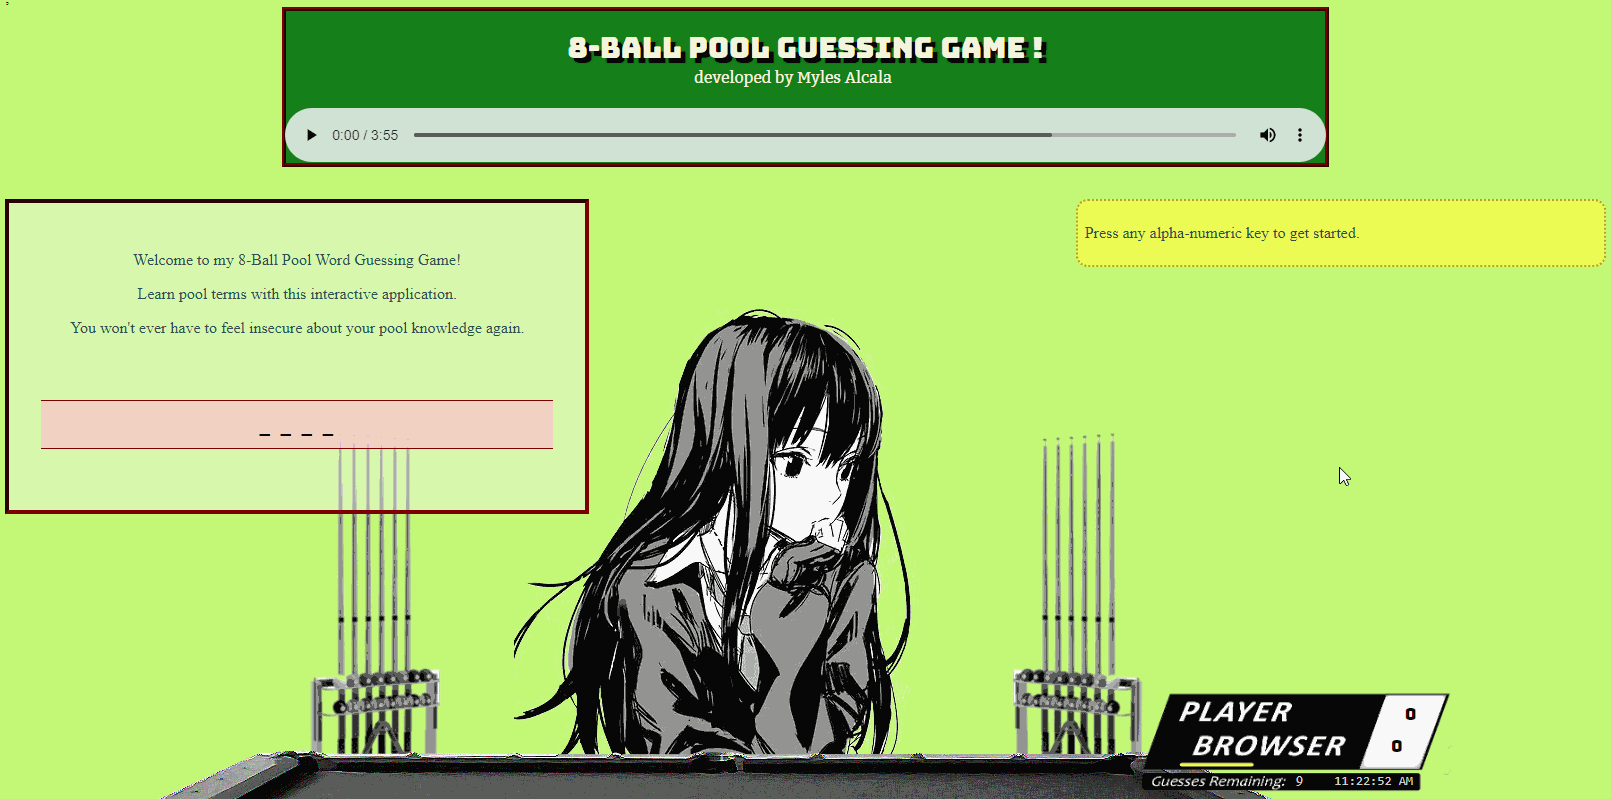 8-BALL POOL GUESSING GAME !
developed by Myles Alcala
0:00 / 3:55
Welcome to my 8-Ball Pool Word Guessing Game!
Learn pool terms with this interactive application.
You won't ever have to feel insecure about your pool knowledge again.
_ _ _ _
Press any alpha-numeric key to get started.
PLAYER 0
BROWSER 0
Guesses Remaining: 9 11:22:52 AM